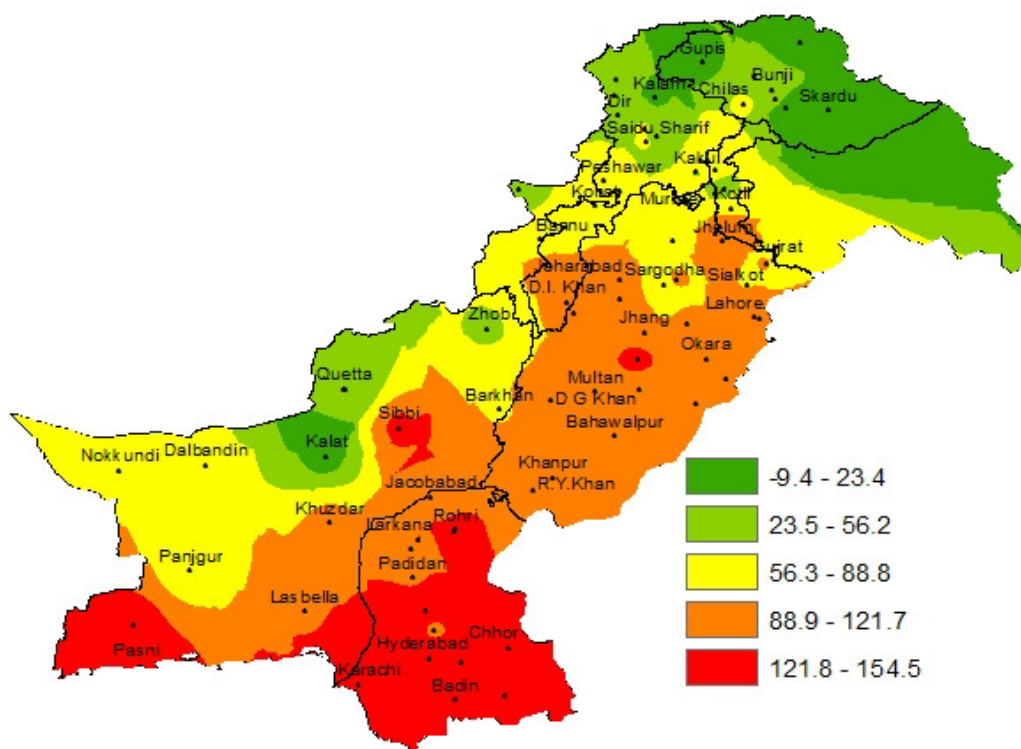 Gupis
Bunji
Kalam
Chilas
Skardu
Dir
Saidu Sharif
Kakul
Peshawar
Kohat
Murree
Kotli
Bannu
Jhelum
Gujrat
Sargodha
Sialkot
D.I. Khan
Lahore
Zhob
Jhang
Okara
Quetta
Multan
Barkhan
D G Khan
Sibbi
Bahawalpur
Kalat
Dalbandin
Nokkundi
Khanpur
Jacobabad
R.Y.Khan
Khuzdar
Rohri
Larkana
Panjgur
Padidan
Lasbella
Chhor
Hyderabad
Pasni
Karachi
Badin
-9.4 - 23.4
23.5 - 56.2
56.3 - 88.8
88.9 - 121.7
121.8 - 154.5